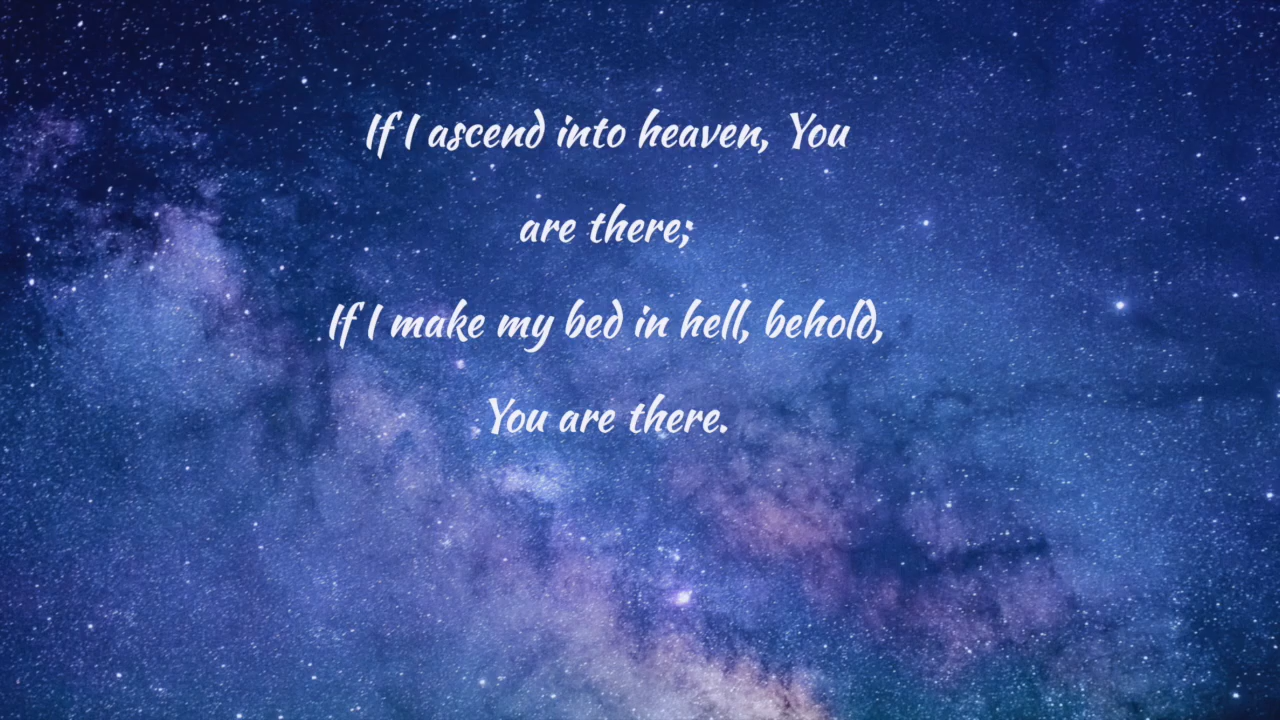 If I ascend into heaven, You
are there;
If I make my bed in hell, behold,
You are there.